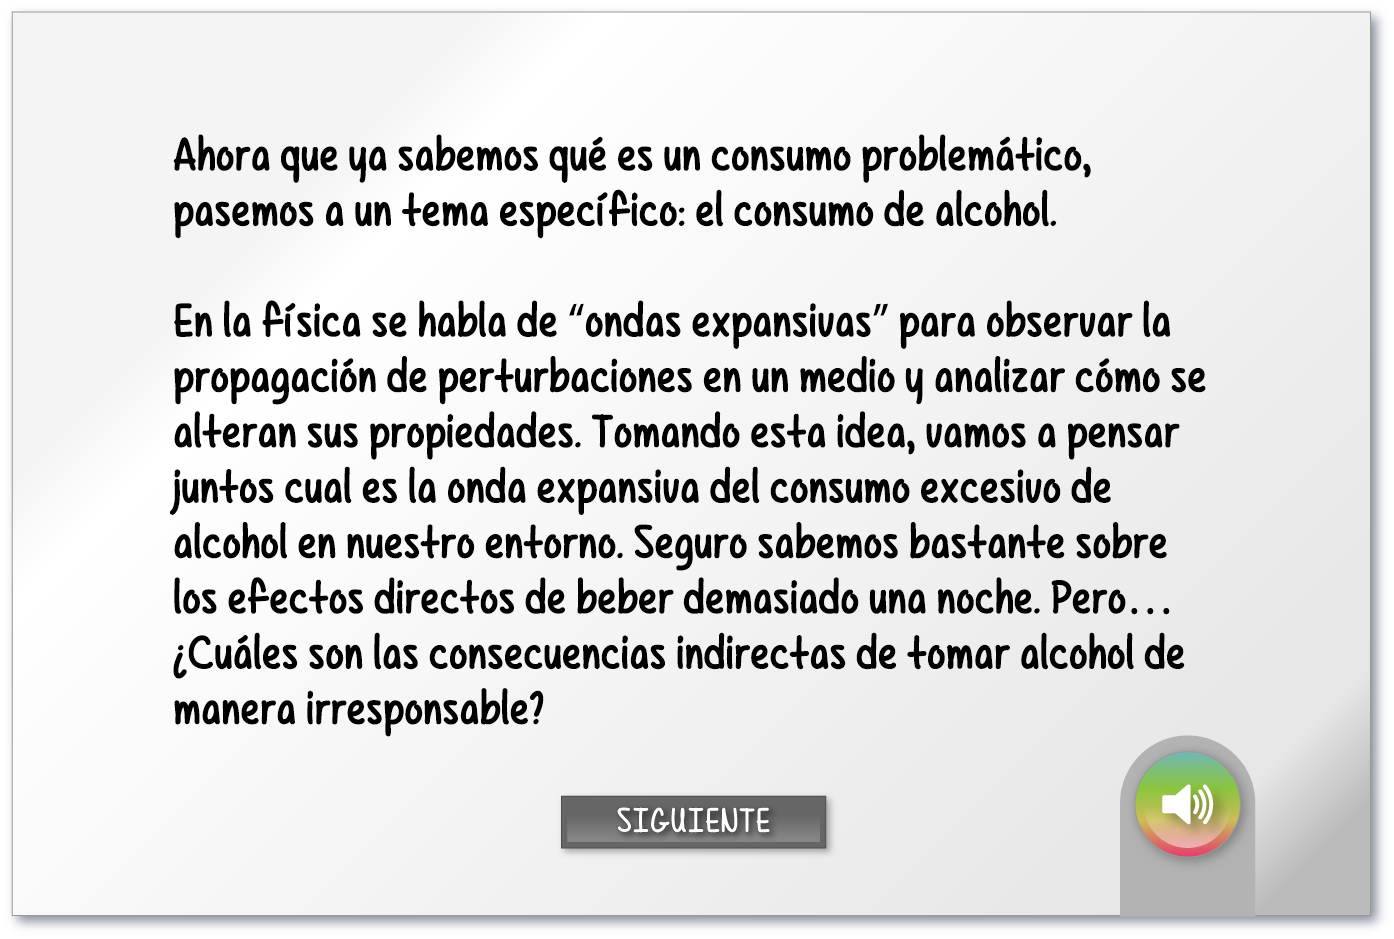 Ahora que ya sabemos qué es un consumo problemático,
pasemos a un tema específico: el consumo de alcohol.
En la física se habla de “ondas expansivas” para observar la
propagación de perturbaciones en un medio y analizar cómo se
alteran sus propiedades. Tomando esta idea, vamos a pensar
juntos cual es la onda expansiva del consumo excesivo de
alcohol en nuestro entorno. Seguro sabemos bastante sobre
los efectos directos de beber demasiado una noche. Pero...
¿Cuáles son las consecuencias indirectas de tomar alcohol de
manera irresponsable?
SIGUIENTE